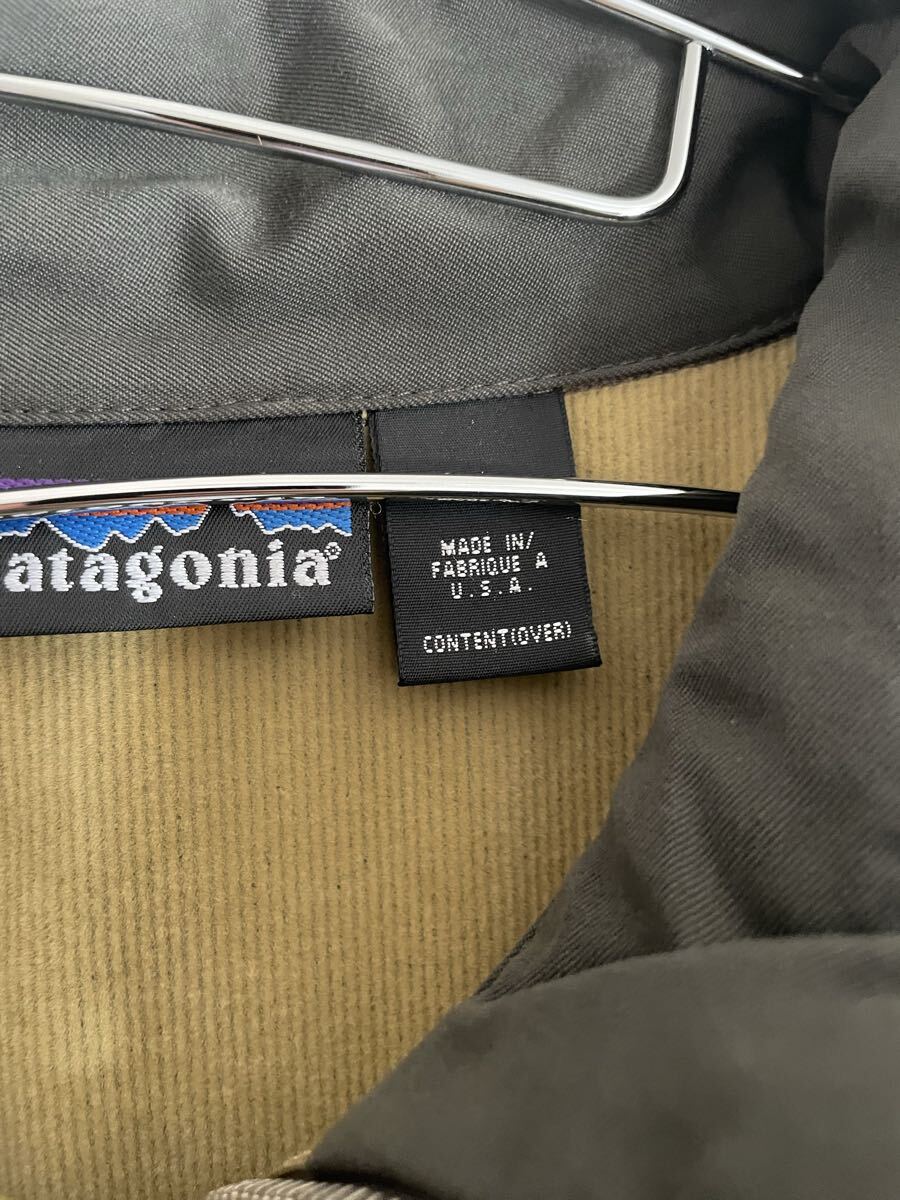 atagonia®
MADE IN/
FABRIQUE A
U.S.A.
CONTENT(OVER)